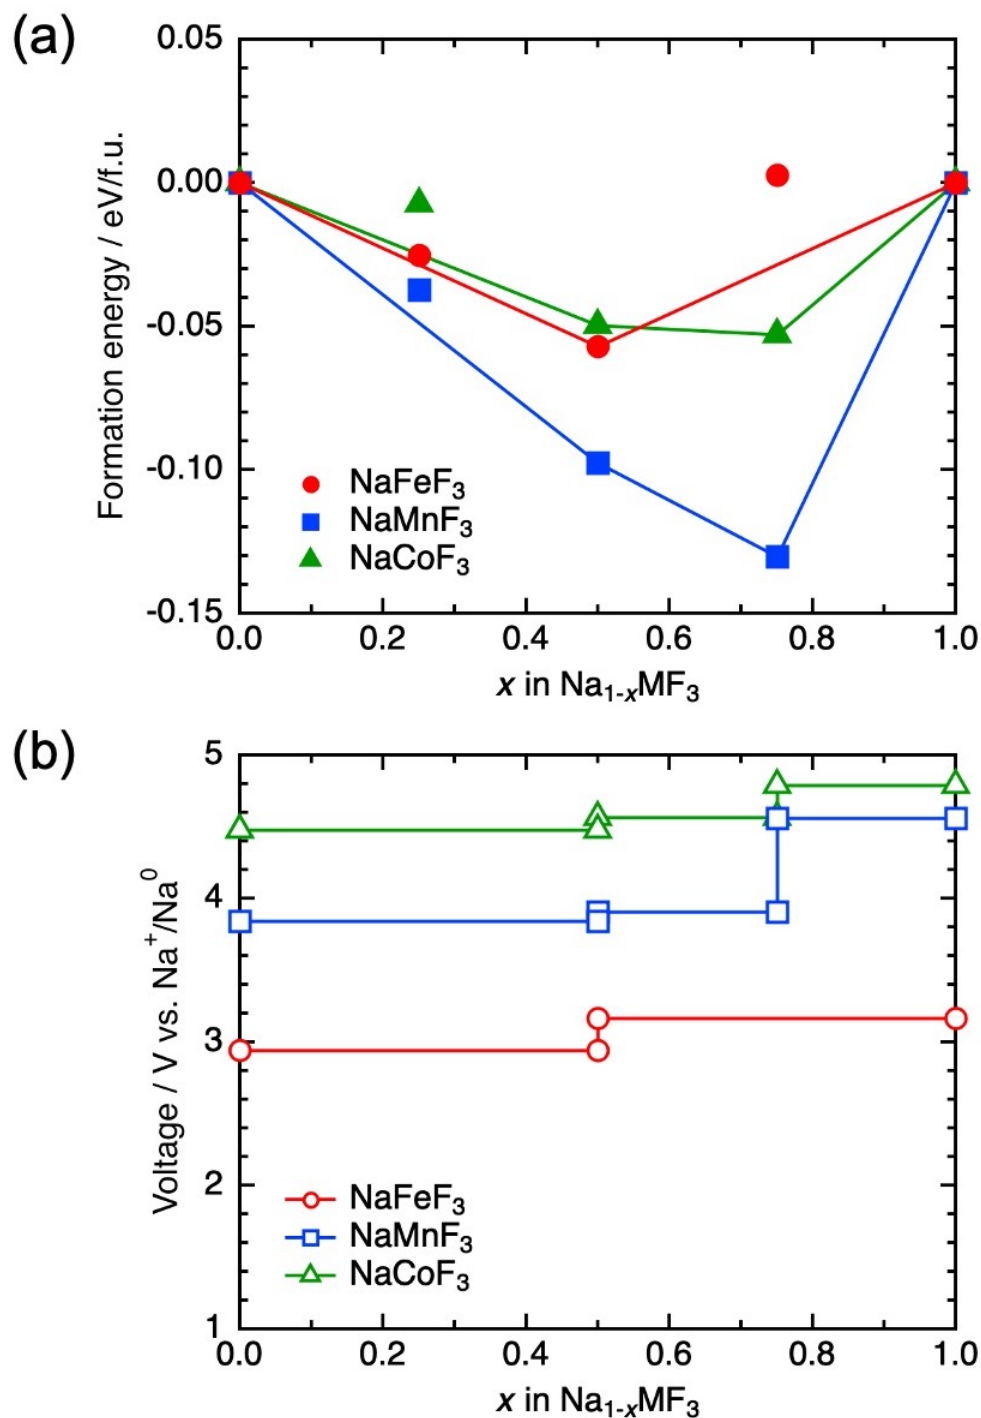 (a)
0.05
0.00
-0.05
-0.10
-0.15
Formation energy / eV/f.u.
NaFeF3
NaMnF3
NaCoF3
0.0 0.2 0.4 0.6 0.8 1.0
x in Na1-xMF3
(b)
5
4
3
2
1
Voltage / V vs. Na+/Na0
NaFeF3
NaMnF3
NaCoF3
0.0 0.2 0.4 0.6 0.8 1.0
x in Na1-xMF3